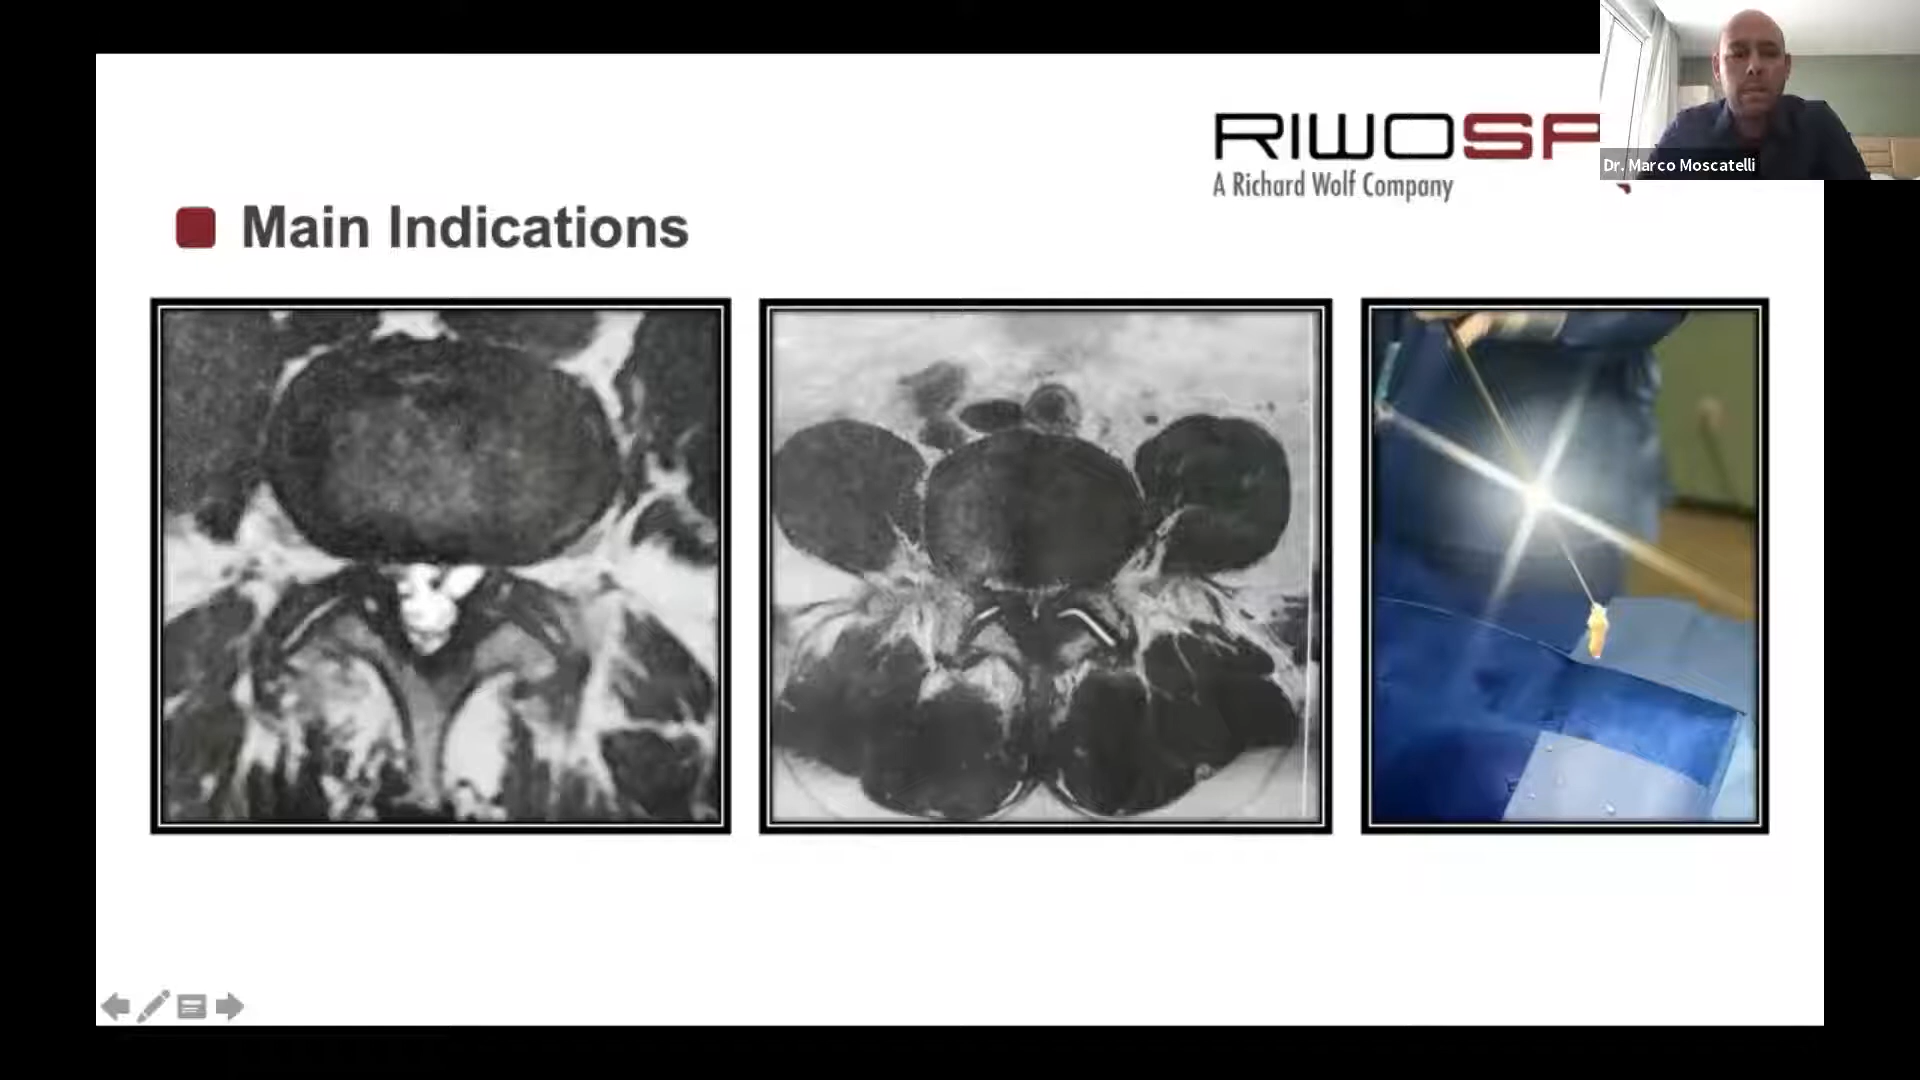 RIWOSP
A Richard Wolf Company
Dr. Marco Moscatelli
Main Indications